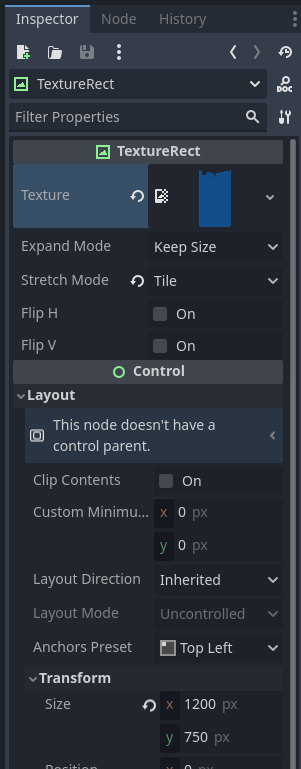 Inspector Node History
TextureRect
Filter Properties
TextureRect
Texture
Expand Mode Keep Size
Stretch Mode Tile
Flip H On
Flip V On
Control
Layout
This node doesn't have a
control parent.
Clip Contents On
Custom Minimu... x 0 px
y 0 px
Layout Direction Inherited
Layout Mode Uncontrolled
Anchors Preset Top Left
Transform
Size x 1200 px
y 750 px
Position x 0 px